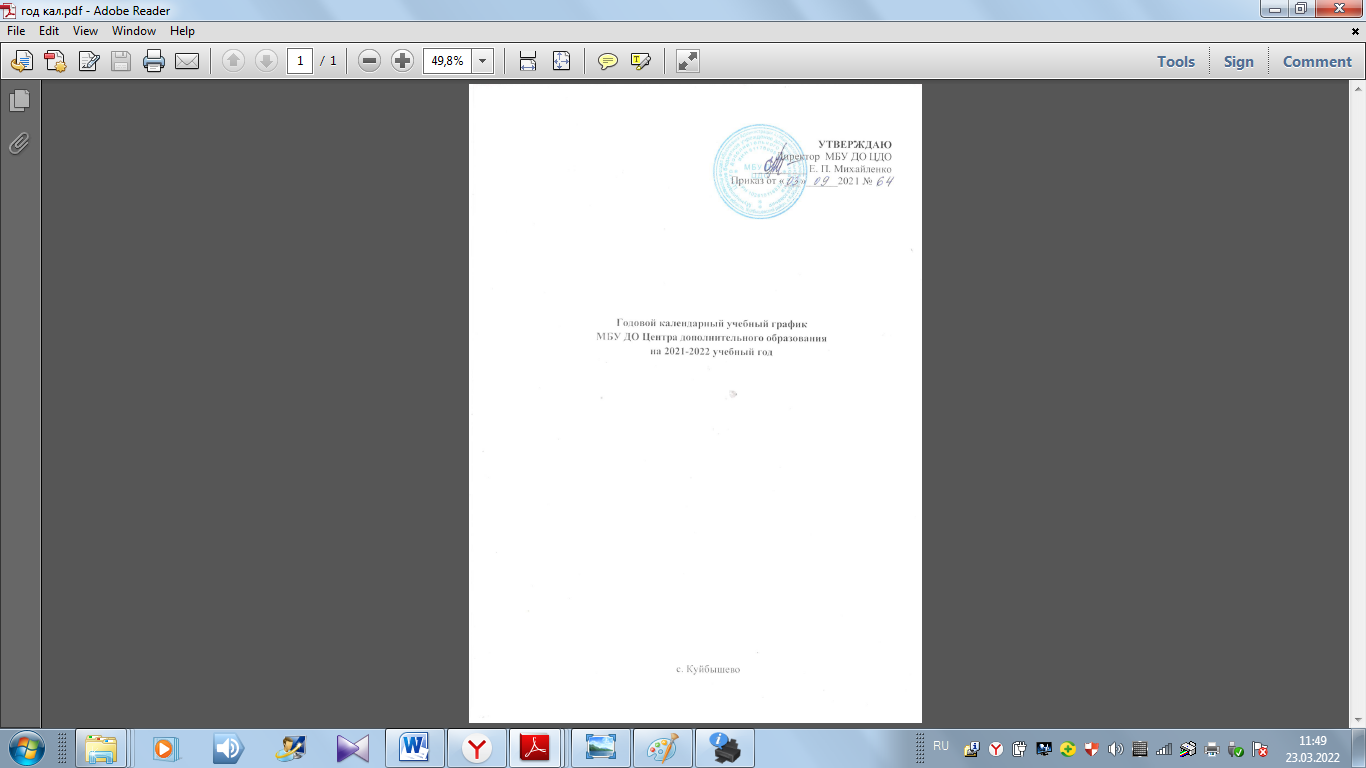 год кал.pdf - Adobe Reader
File Edit View Window Help
1 / 1 49,8% Tools Sign Comment
УТВЕРЖДАЮ
Директор МБУ ДО ЦДО
Е. П. Михайленко
Приказ от «03» 09 2021 № 64
МБУ
Годовой календарный учебный график
МБУ ДО Центра дополнительного образования
на 2021-2022 учебный год
с. Куйбышево
RU
11:49
23.03.2022